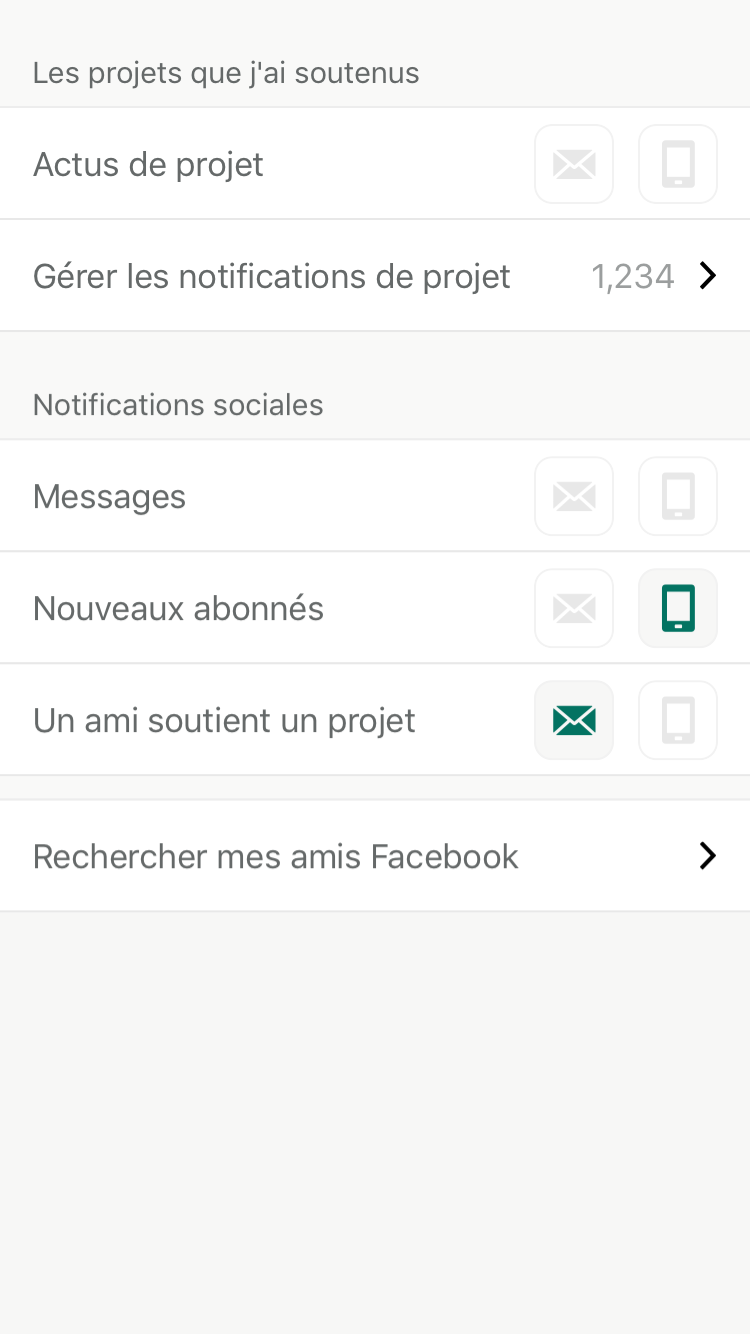 Les projets que j'ai soutenus
Actus de projet
Gérer les notifications de projet 1,234
Notifications sociales
Messages
Nouveaux abonnés
Un ami soutient un projet
Rechercher mes amis Facebook